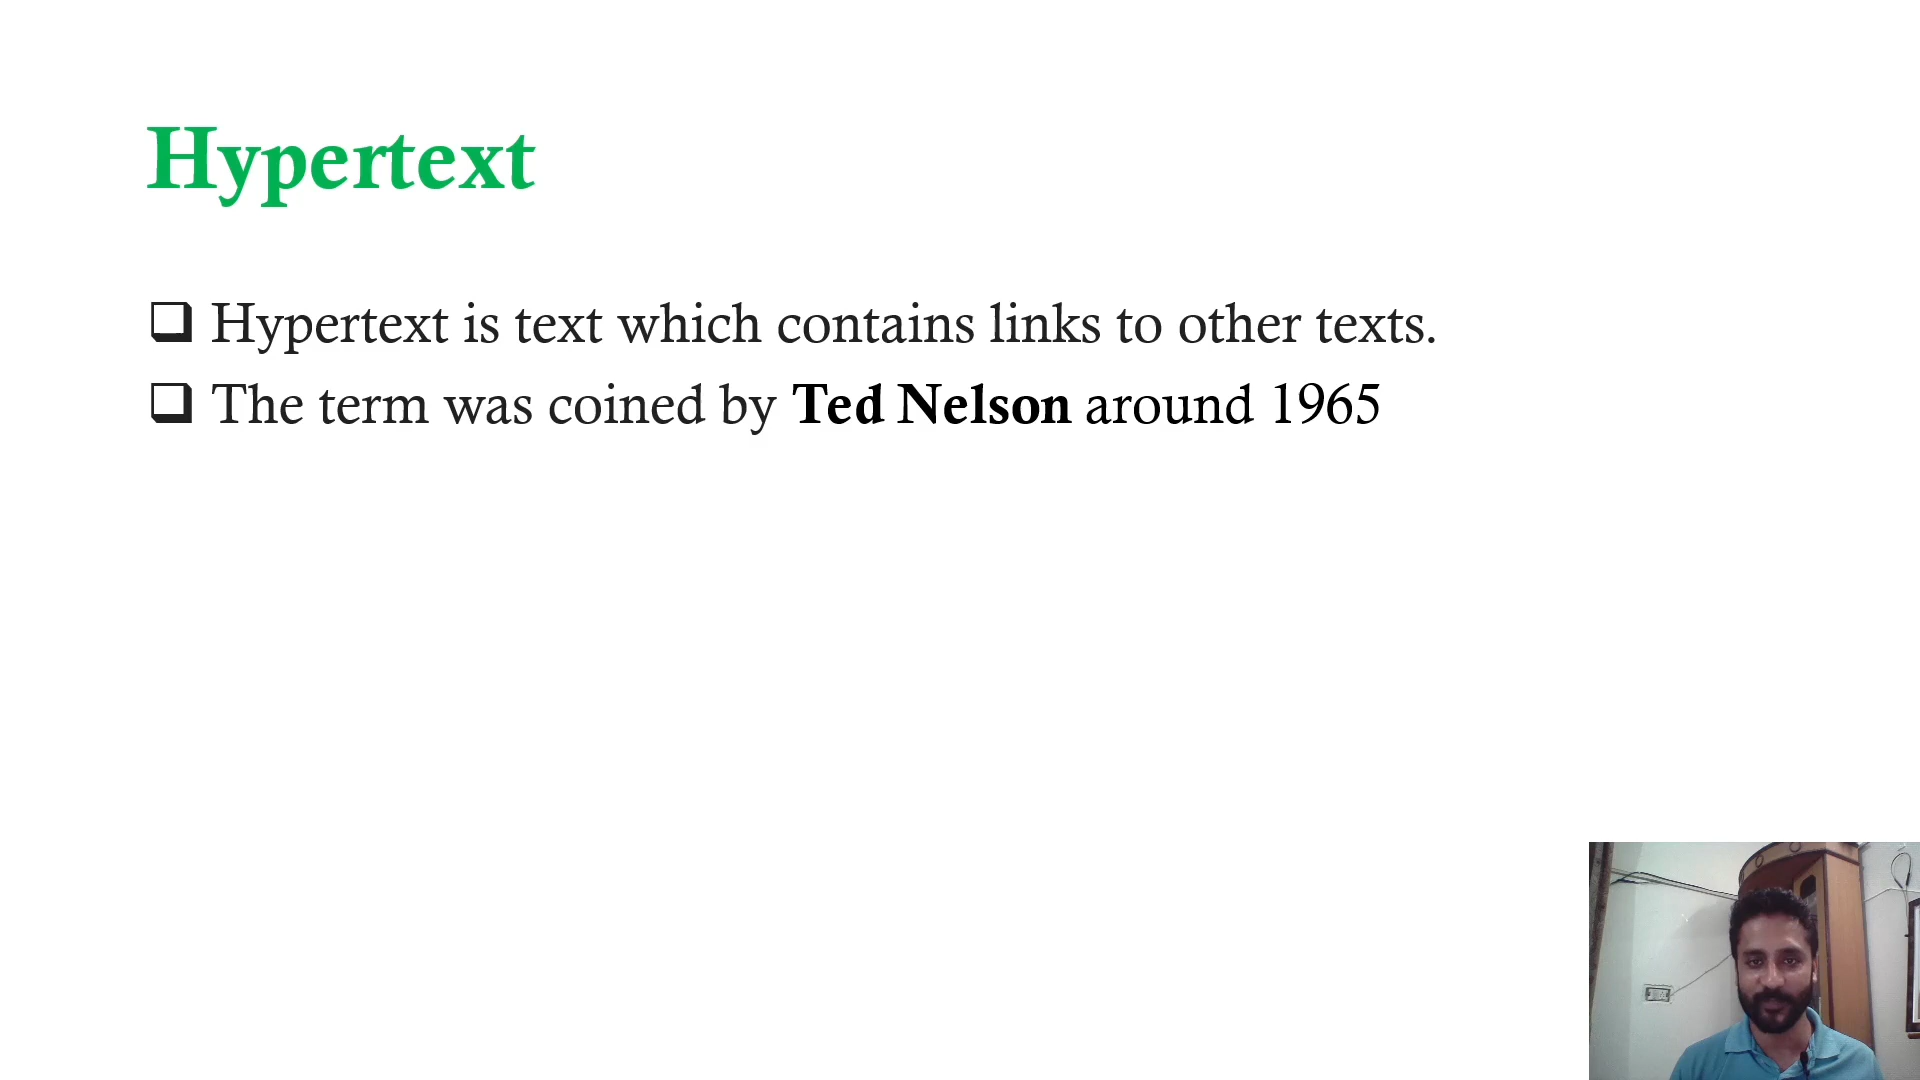 Hypertext
❑ Hypertext is text which contains links to other texts.
❑ The term was coined by Ted Nelson around 1965